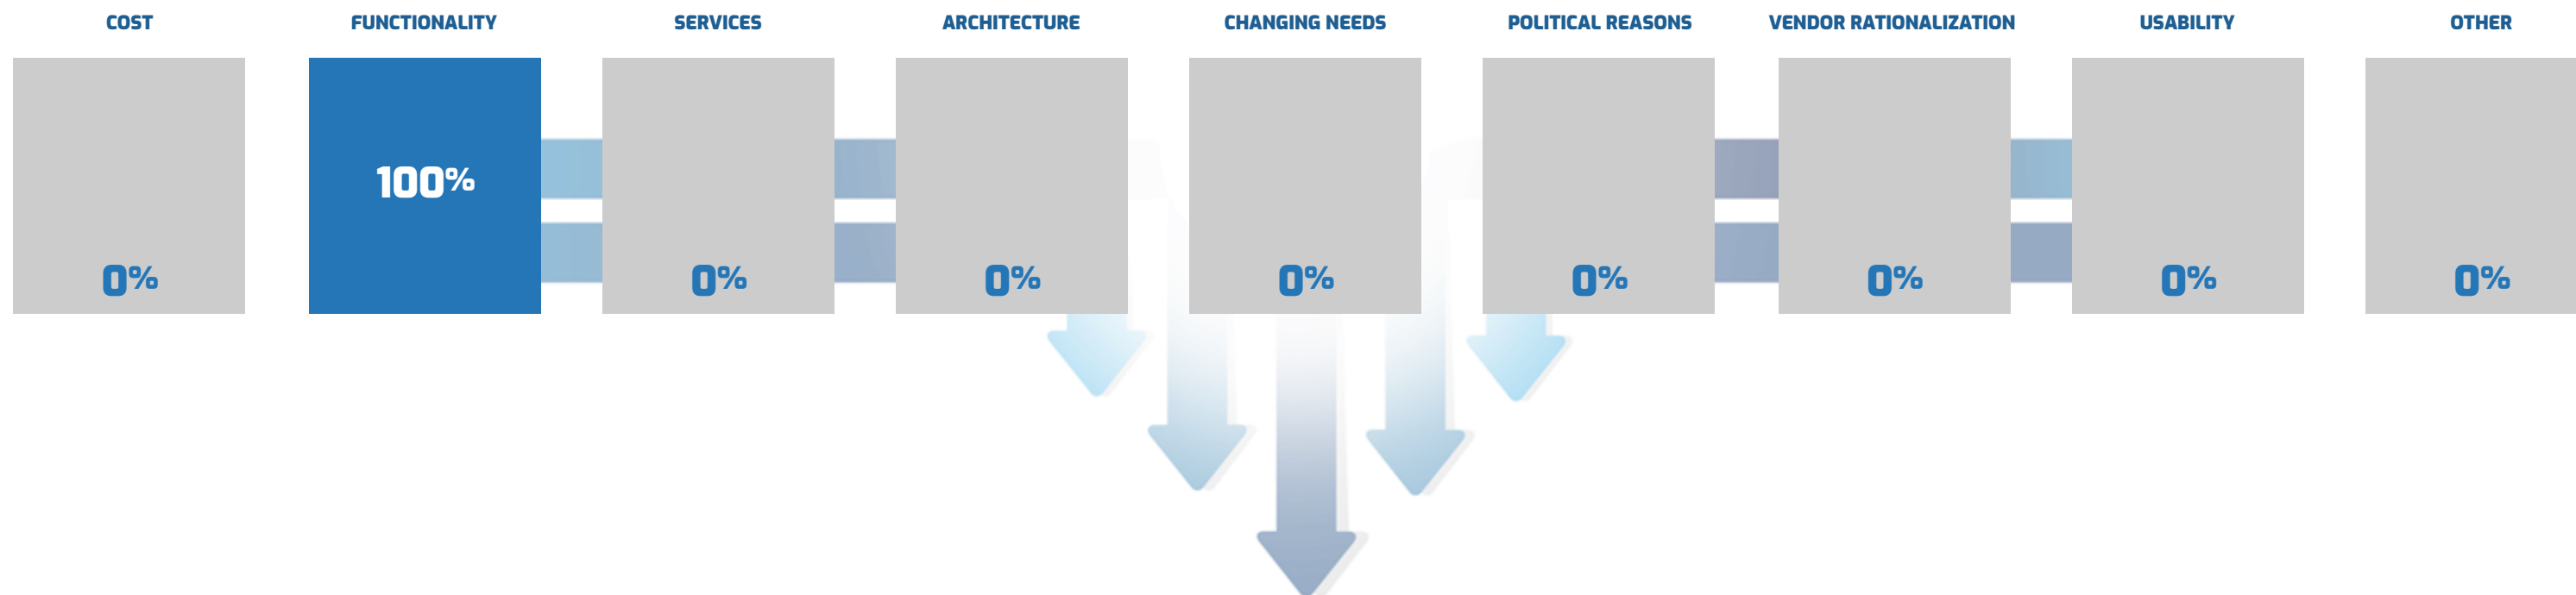 COST FUNCTIONALITY SERVICES ARCHITECTURE CHANGING NEEDS POLITICAL REASONS VENDOR RATIONALIZATION USABILITY OTHER
100%
0% 0% 0% 0% 0% 0% 0% 0%